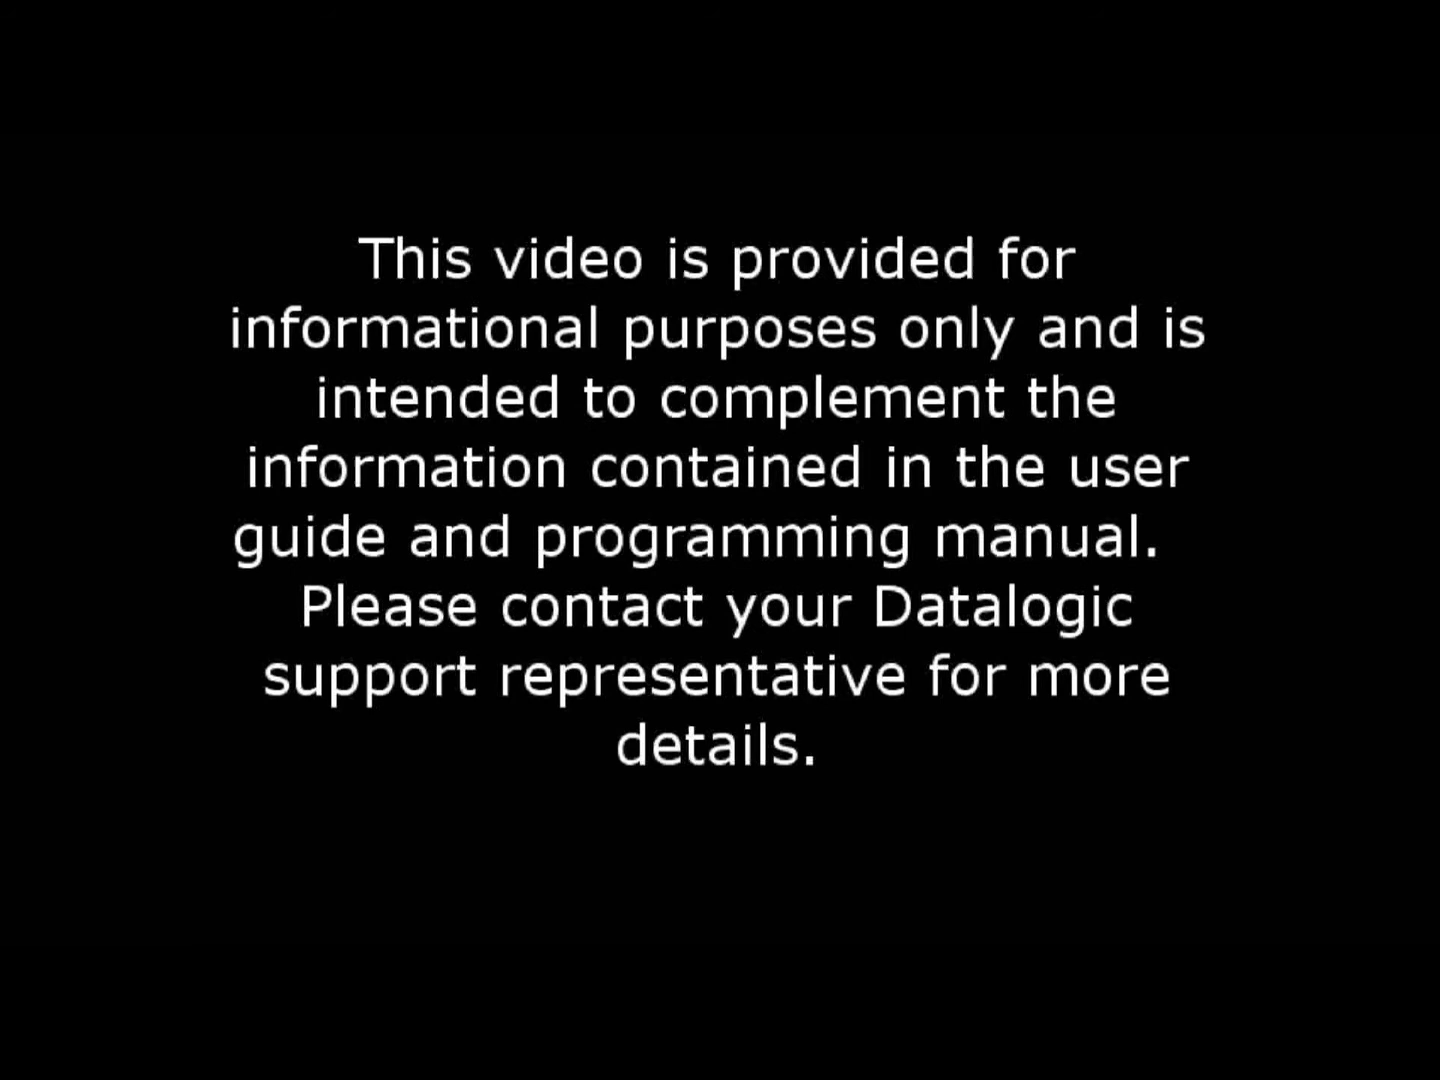 This video is provided for
informational purposes only and is
intended to complement the
information contained in the user
guide and programming manual.
Please contact your Datalogic
support representative for more
details.